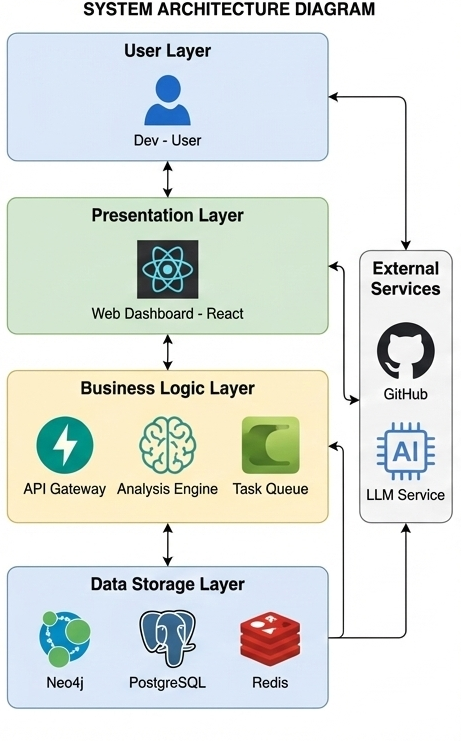 SYSTEM ARCHITECTURE DIAGRAM
User Layer
Dev - User
Presentation Layer
Web Dashboard - React
Business Logic Layer
API Gateway
Analysis Engine
Task Queue
Data Storage Layer
Neo4j
PostgreSQL
Redis
External
Services
GitHub
AI
LLM Service